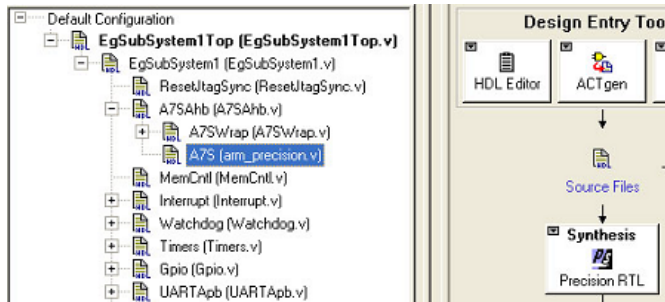 Default Configuration
EgSubSystem1Top (EgSubSystem1Top.v)
EgSubSystem1 (EgSubSystem1.v)
ResetJtagSync (ResetJtagSync.v)
A7SAhb (A7SAhb.v)
A7SWrap (A7SWrap.v)
A7S (arm_precision.v)
MemCntl (MemCntl.v)
Interrupt (Interrupt.v)
Watchdog (Watchdog.v)
Timers (Timers.v)
Gpio (Gpio.v)
UARTApb (UARTApb.v)
Design Entry Too
HDL Editor
ACTgen
Source Files
Synthesis
Precision RTL